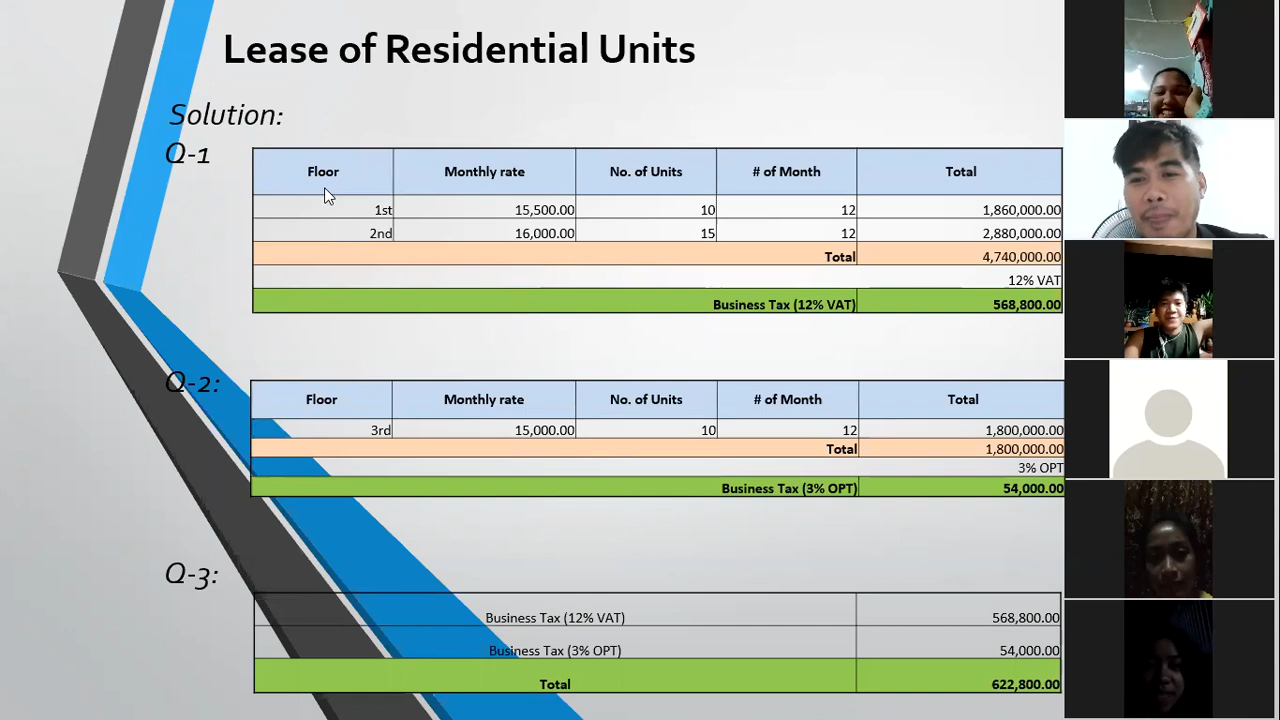 Lease of Residential Units
Solution:
Q-1
Floor Monthly rate No. of Units # of Month Total
1st 15,500.00 10 12 1,860,000.00
2nd 16,000.00 15 12 2,880,000.00
Total 4,740,000.00
12% VAT
Business Tax (12% VAT) 568,800.00
Q-2:
Floor Monthly rate No. of Units # of Month Total
3rd 15,000.00 10 12 1,800,000.00
Total 1,800,000.00
3% OPT
Business Tax (3% OPT) 54,000.00
Q-3:
Business Tax (12% VAT) 568,800.00
Business Tax (3% OPT) 54,000.00
Total 622,800.00